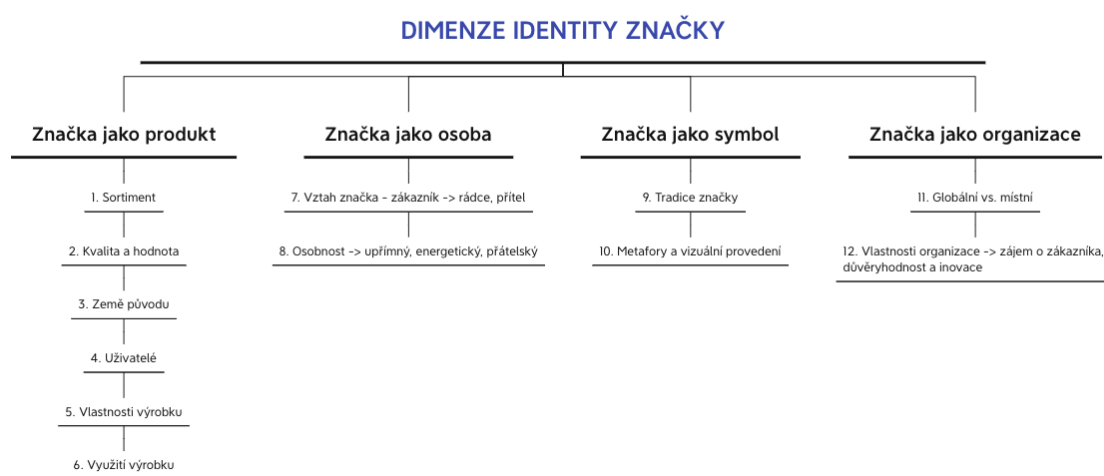 DIMENZE IDENTITY ZNAČKY
Značka jako produkt
1. Sortiment
2. Kvalita a hodnota
3. Země původu
4. Uživatelé
5. Vlastnosti výrobku
6. Využití výrobku
Značka jako osoba
7. Vztah značka - zákazník -> rádce, přítel
8. Osobnost -> upřímný, energetický, přátelský
Značka jako symbol
9. Tradice značky
10. Metafory a vizuální provedení
Značka jako organizace
11. Globální vs. místní
12. Vlastnosti organizace -> zájem o zákazníka,
důvěryhodnost a inovace